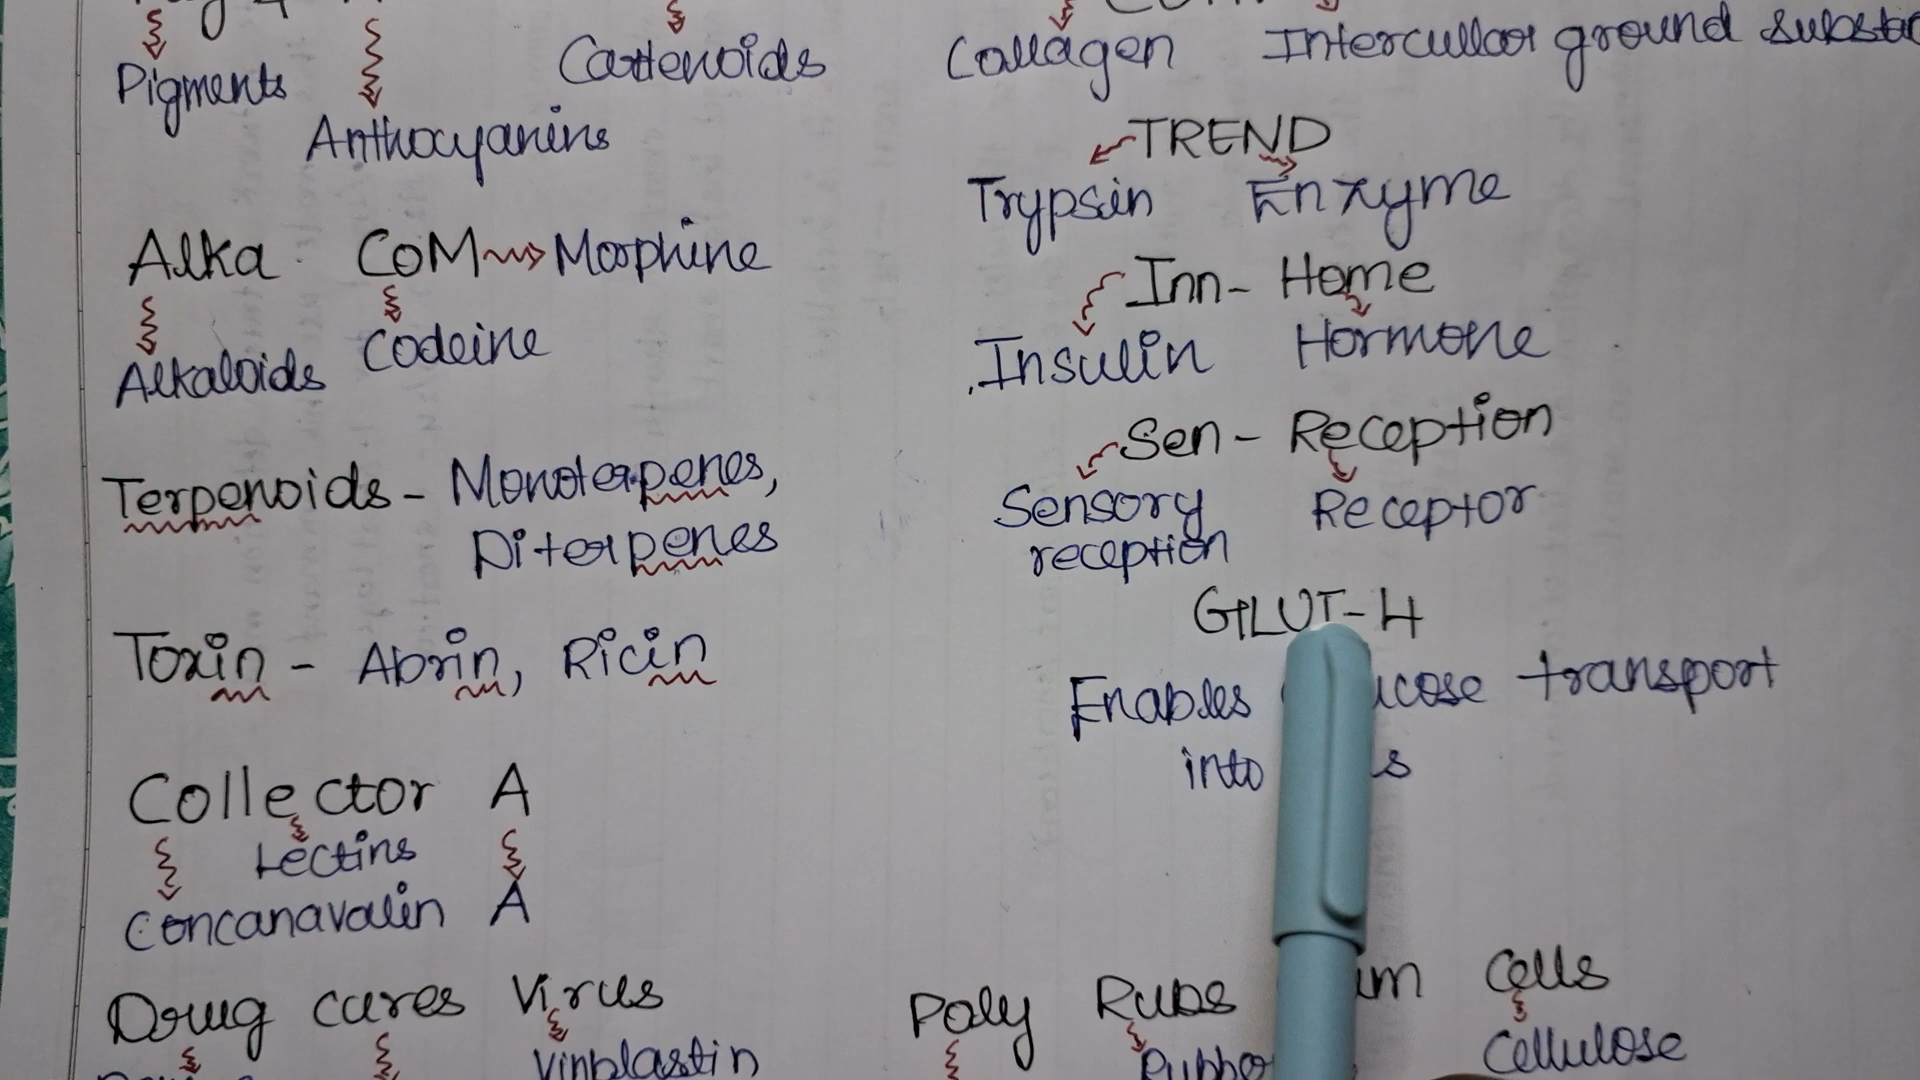 Pigments
Anthocyanins
Carotenoids
Alka CoM Morphine
Alkaloids Codeine
Terpenoids - Monoterpenes,
Diterpenes
Toxin - Abrin, Ricin
Collector A
Lectins
Concanavalin A
Drug cures Virus
Vinblastin
Collagen Intercullar ground
TREND
Trypsin Enzyme
Inn- Home
Insulin Hormone
Sen- Reception
Sensory Receptor
reception
GLUT-4
Enables transport
into
Poly Rubs Cells
Cellulose